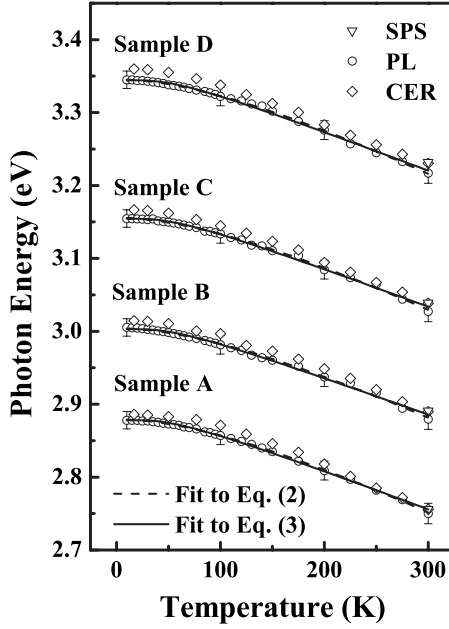 3.4
3.3
3.2
3.1
3.0
2.9
2.8
2.7
Photon Energy (eV)
Sample D
SPS
PL
CER
Sample C
Sample B
Sample A
Fit to Eq. (2)
Fit to Eq. (3)
0
100
200
300
Temperature (K)